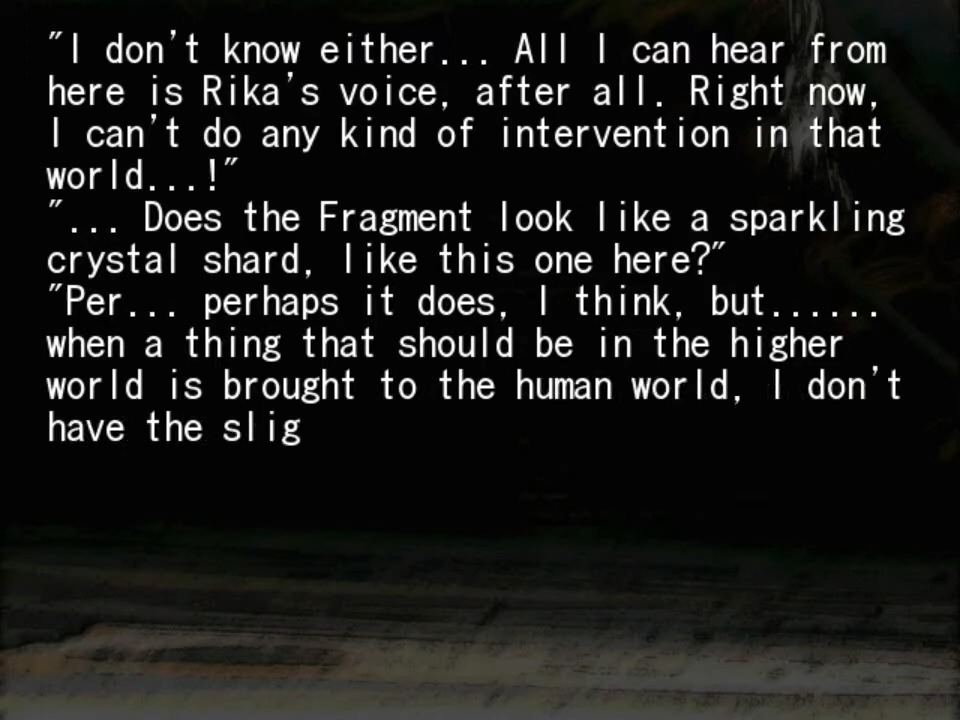 "I don't know either... All I can hear from
here is Rika's voice, after all. Right now,
I can't do any kind of intervention in that
world...!"
"... Does the Fragment look like a sparkling
crystal shard, like this one here?"
"Per... perhaps it does, I think, but......
when a thing that should be in the higher
world is brought to the human world, I don't
have the slig